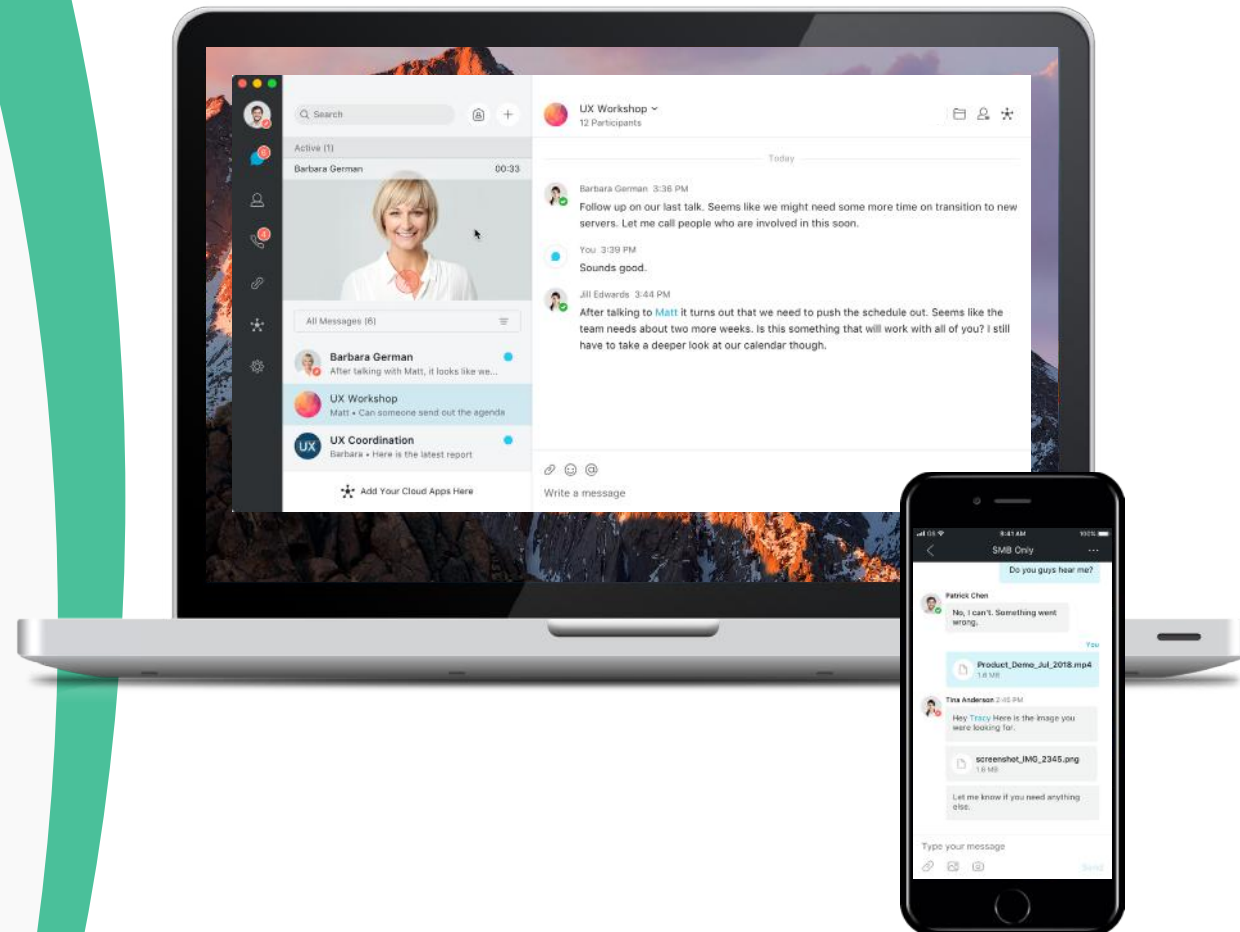 Search
Active (1)
Barbara German 00:33
All Messages (6)
Barbara German
After talking with Matt, it looks like we...
UX Workshop
Matt • Can someone send out the agenda
UX
UX Coordination
Barbara • Here is the latest report
Add Your Cloud Apps Here
6
4
UX Workshop
12 Participants
Today
Barbara German 3:36 PM
Follow up on our last talk. Seems like we might need some more time on transition to new
servers. Let me call people who are involved in this soon.
You 3:39 PM
Sounds good.
Jill Edwards 3:44 PM
After talking to Matt it turns out that we need to push the schedule out. Seems like the
team needs about two more weeks. Is this something that will work with all of you? I still
have to take a deeper look at our calendar though.
Write a message
9:41 AM 100%
SMB Only
Do you guys hear me?
Patrick Chen
No, I can't. Something went
wrong.
You
Product_Demo_Jul_2018.mp4
1.6 MB
Tina Anderson 2:40 PM
Hey Tracy Here is the image you
were looking for.
screenshot_IMG_2345.png
1.6 MB
Let me know if you need anything
else.
Type your message
Send